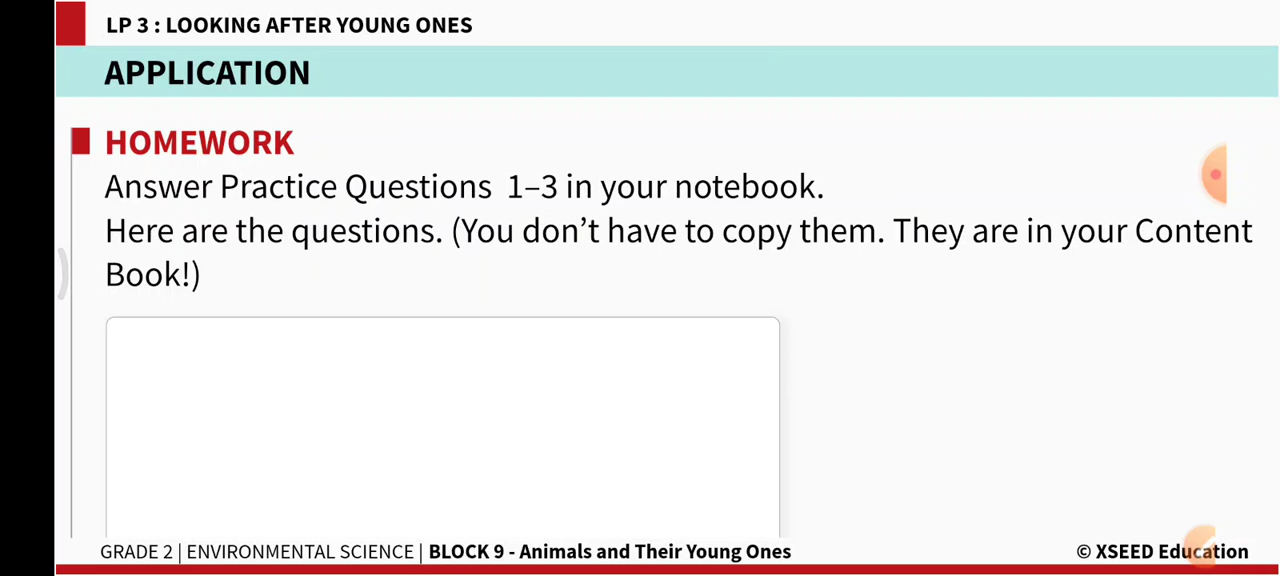 LP 3 : LOOKING AFTER YOUNG ONES
APPLICATION
HOMEWORK
Answer Practice Questions 1–3 in your notebook.
Here are the questions. (You don’t have to copy them. They are in your Content
Book!)
GRADE 2 | ENVIRONMENTAL SCIENCE | BLOCK 9 - Animals and Their Young Ones
© XSEED Education